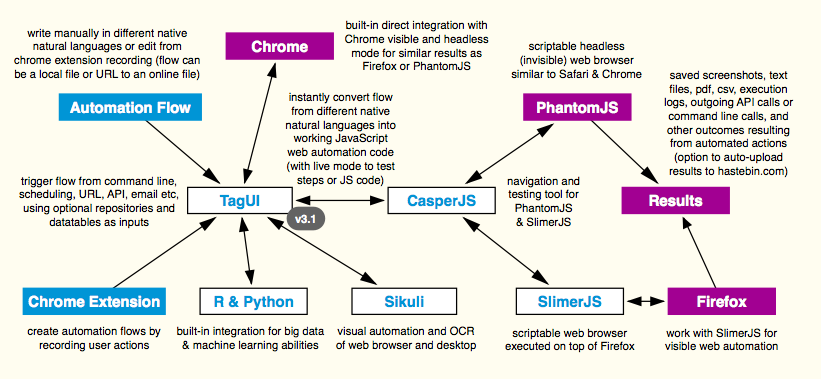 write manually in different native
natural languages or edit from
chrome extension recording (flow can
be a local file or URL to an online file)
Automation Flow
Chrome
built-in direct integration with
Chrome visible and headless
mode for similar results as
Firefox or PhantomJS
scriptable headless
(invisible) web browser
similar to Safari & Chrome
PhantomJS
saved screenshots, text
files, pdf, csv, execution
logs, outgoing API calls or
command line calls, and
other outcomes resulting
from automated actions
(option to auto-upload
results to hastebin.com)
instantly convert flow
from different native
natural languages into
working JavaScript
web automation code
(with live mode to test
steps or JS code)
trigger flow from command line,
scheduling, URL, API, email etc,
using optional repositories and
datatables as inputs
TagUI
v3.1
CasperJS
navigation and
testing tool for
PhantomJS
& SlimerJS
Results
Chrome Extension
create automation flows by
recording user actions
R & Python
built-in integration for big data
& machine learning abilities
Sikuli
visual automation and OCR
of web browser and desktop
SlimerJS
scriptable web browser
executed on top of Firefox
Firefox
work with SlimerJS for
visible web automation